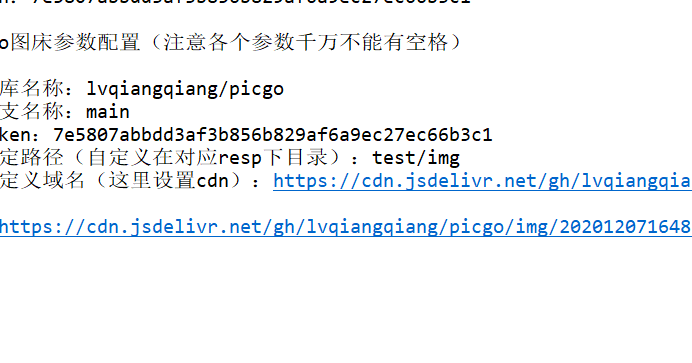 o图床参数配置（注意各个参数千万不能有空格）
库名称：lvqiangqiang/picgo
支名称：main
ken：7e5807abbdd3af3b856b829af6a9ec27ec66b3c1
定路径（自定义在对应resp下目录）：test/img
定义域名（这里设置cdn）：https://cdn.jsdelivr.net/gh/lvqiangqia
https://cdn.jsdelivr.net/gh/lvqiangqiang/picgo/img/202012071648